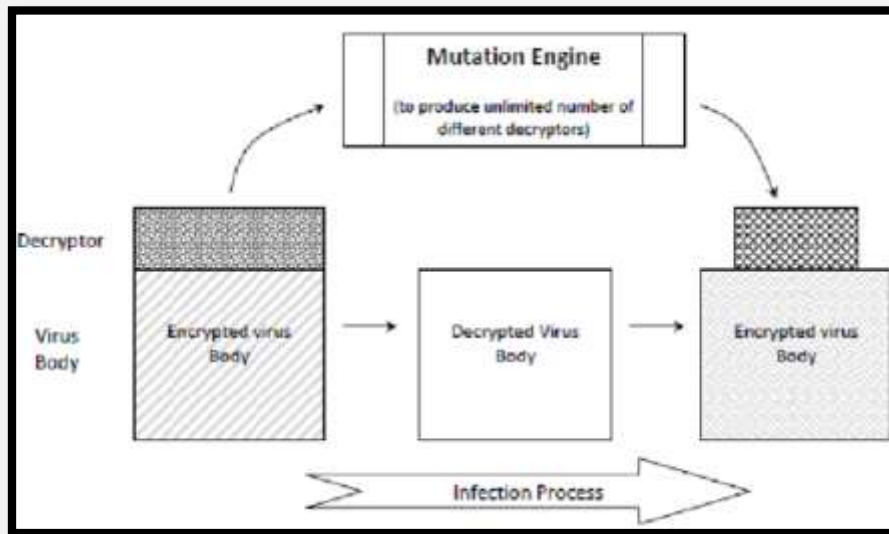 Mutation Engine
(to produce unlimited number of
different decryptors)
Decryptor
Virus
Body
Encrypted virus
Body
Decrypted Virus
Body
Encrypted virus
Body
Infection Process